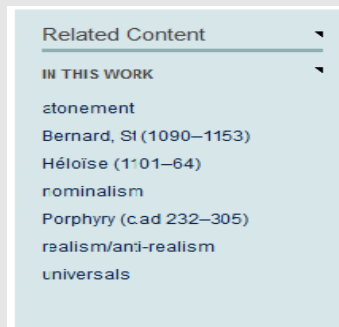 Related Content
IN THIS WORK
atonement
Bernard, St (1090–1153)
Héloïse (1101–64)
nominalism
Porphyry (c.ad 232–305)
realism/anti-realism
universals